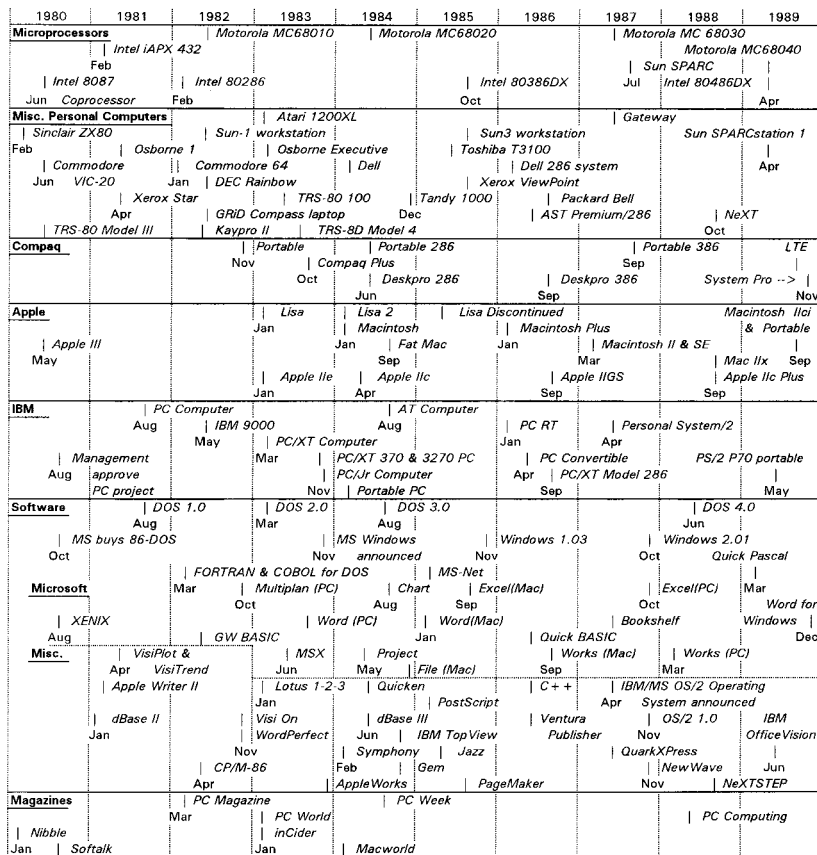 1980 1981 1982 1983 1984 1985 1986 1987 1988 1989
Microprocessors Motorola MC68010 Motorola MC68020 Motorola MC 68030
Intel iAPX 432 Motorola MC68040
Feb Sun SPARC
Intel 8087 Intel 80286 Intel 80386DX Jul Intel 80486DX
Jun Coprocessor Feb Oct Apr
Misc. Personal Computers Atari 1200XL Gateway
Sinclair ZX80 Sun-1 workstation Sun3 workstation Sun SPARCstation 1
Feb Osborne 1 Osborne Executive Toshiba T3100
Commodore Commodore 64 Dell Dell 286 system Apr
Jun VIC-20 Jan DEC Rainbow Xerox ViewPoint
Xerox Star TRS-80 100 Tandy 1000 Packard Bell
Apr GRiD Compass laptop Dec AST Premium/286 NeXT
TRS-80 Model III Kaypro II TRS-8D Model 4 Oct
Compaq Portable Portable 286 Portable 386 LTE
Nov Compaq Plus Sep
Oct Deskpro 286 Deskpro 386 System Pro -->
Jun Sep Nov
Apple Lisa Lisa 2 Lisa Discontinued Macintosh IIci
Jan Macintosh Macintosh Plus & Portable
Apple III Jan Fat Mac Jan Macintosh II & SE
May Sep Mar Mac IIx Sep
Apple IIe Apple IIc Apple IIGS Apple IIc Plus
Jan Apr Sep Sep
IBM PC Computer AT Computer
Aug IBM 9000 Aug PC RT Personal System/2
May PC/XT Computer Jan Apr
Management Mar PC/XT 370 & 3270 PC PC Convertible PS/2 P70 portable
Aug approve PC/Jr Computer Apr PC/XT Model 286
PC project Nov Portable PC Sep May
Software DOS 1.0 DOS 2.0 DOS 3.0 DOS 4.0
Aug Mar Aug Jun
MS buys 86-DOS MS Windows Windows 1.03 Windows 2.01
Oct Nov announced Nov Oct Quick Pascal
FORTRAN & COBOL for DOS MS-Net
Microsoft Mar Multiplan (PC) Chart Excel(Mac) Excel(PC) Mar
Oct Aug Sep Oct Word for
XENIX Word (PC) Word(Mac) Bookshelf Windows
Aug GW BASIC Jan Quick BASIC Dec
Misc. VisiPlot & MSX Project Works (Mac) Works (PC)
Apr VisiTrend Jun May File (Mac) Sep Mar
Apple Writer II Lotus 1-2-3 Quicken C++ IBM/MS OS/2 Operating
Jan PostScript Apr System announced
dBase II Visi On dBase III Ventura OS/2 1.0 IBM
Jan WordPerfect Jun IBM TopView Publisher Nov OfficeVision
Nov Symphony Jazz QuarkXPress
CP/M-86 Feb Gem NewWave Jun
Apr AppleWorks PageMaker Nov NeXTSTEP
Magazines PC Magazine PC Week
Mar PC World PC Computing
Nibble inCider
Jan Softalk Jan Macworld